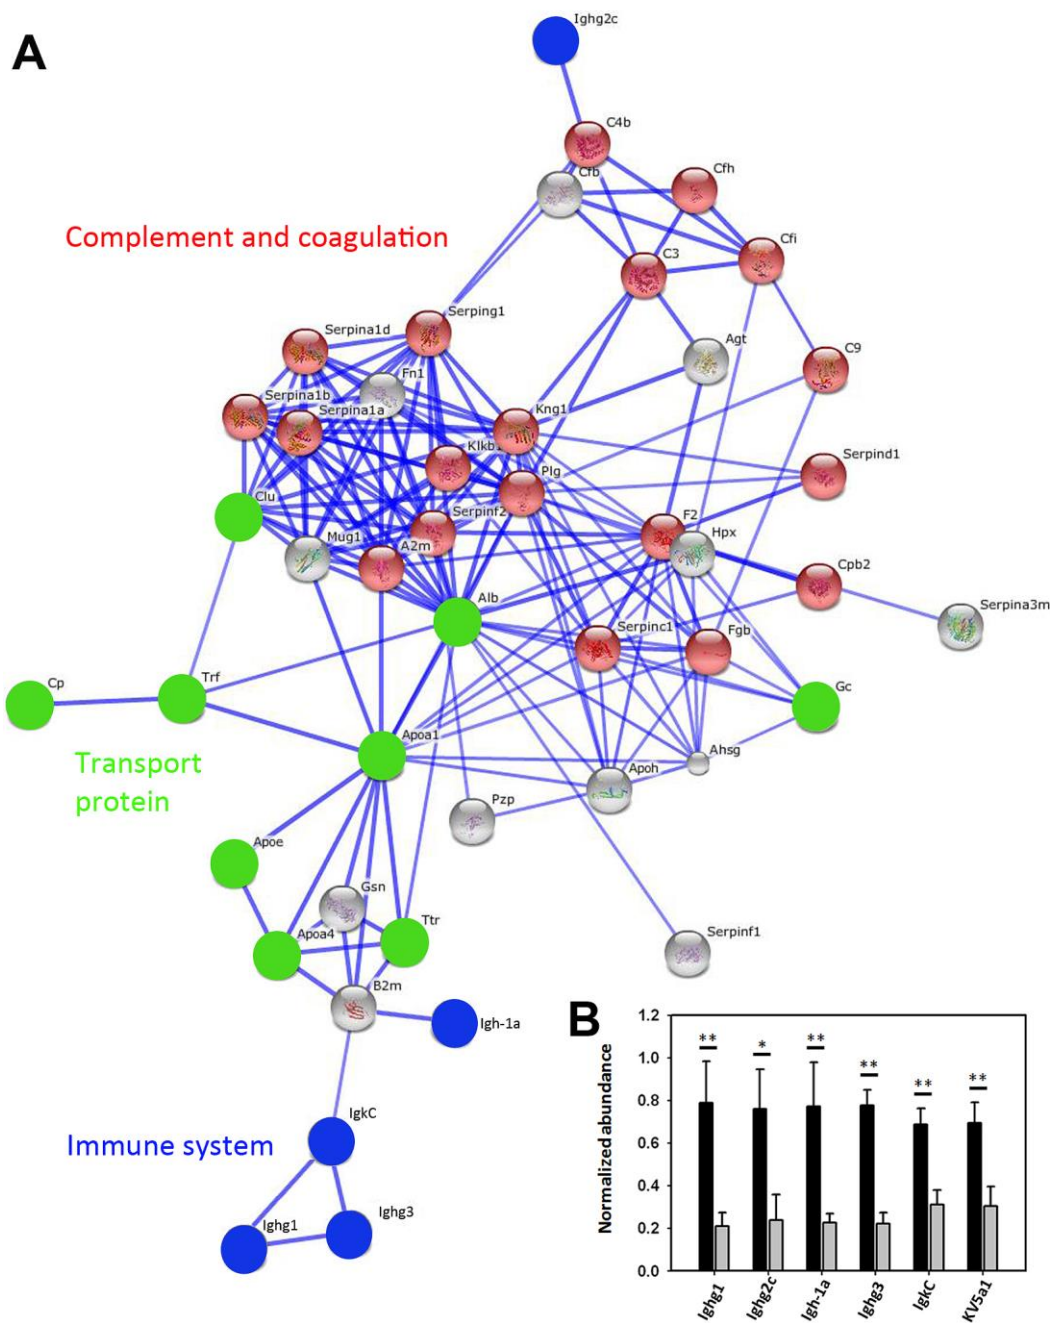 A
Ighg2c
C4b
Cfb
Cfh
Complement and coagulation
C3
Cfi
Serping1
Serpina1d
Agt
C9
Fn1
Serpina1b
Serpina1a
Kng1
Klkb1
Plg
Serpind1
Clu
Serpinf2
F2
Hpx
Mug1
A2m
Cpb2
Alb
Serpina3m
Serpinc1
Fgb
Cp
Trf
Gc
Apoa1
Ahsg
Transport
protein
Apoh
Pzp
Apoe
Gsn
Ttr
Apoa4
Serpinf1
B2m
Igh-1a
IgkC
Immune system
Ighg3
Ighg1
B
Normalized abundance
1.2
1.0
0.8
0.6
0.4
0.2
0.0
**
*
**
**
**
**
Ighg1
Ighg2c
Igh-1a
Ighg3
IgkC
KV5a1